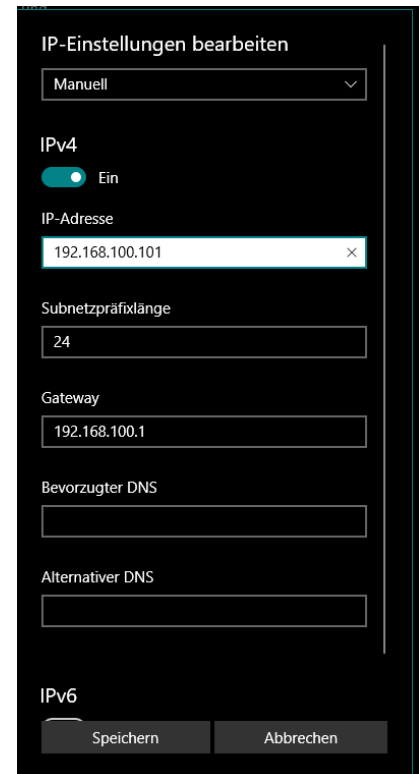 IP-Einstellungen bearbeiten
Manuell
IPv4
Ein
IP-Adresse
192.168.100.101
Subnetzpräfixlänge
24
Gateway
192.168.100.1
Bevorzugter DNS
Alternativer DNS
IPv6
Speichern Abbrechen